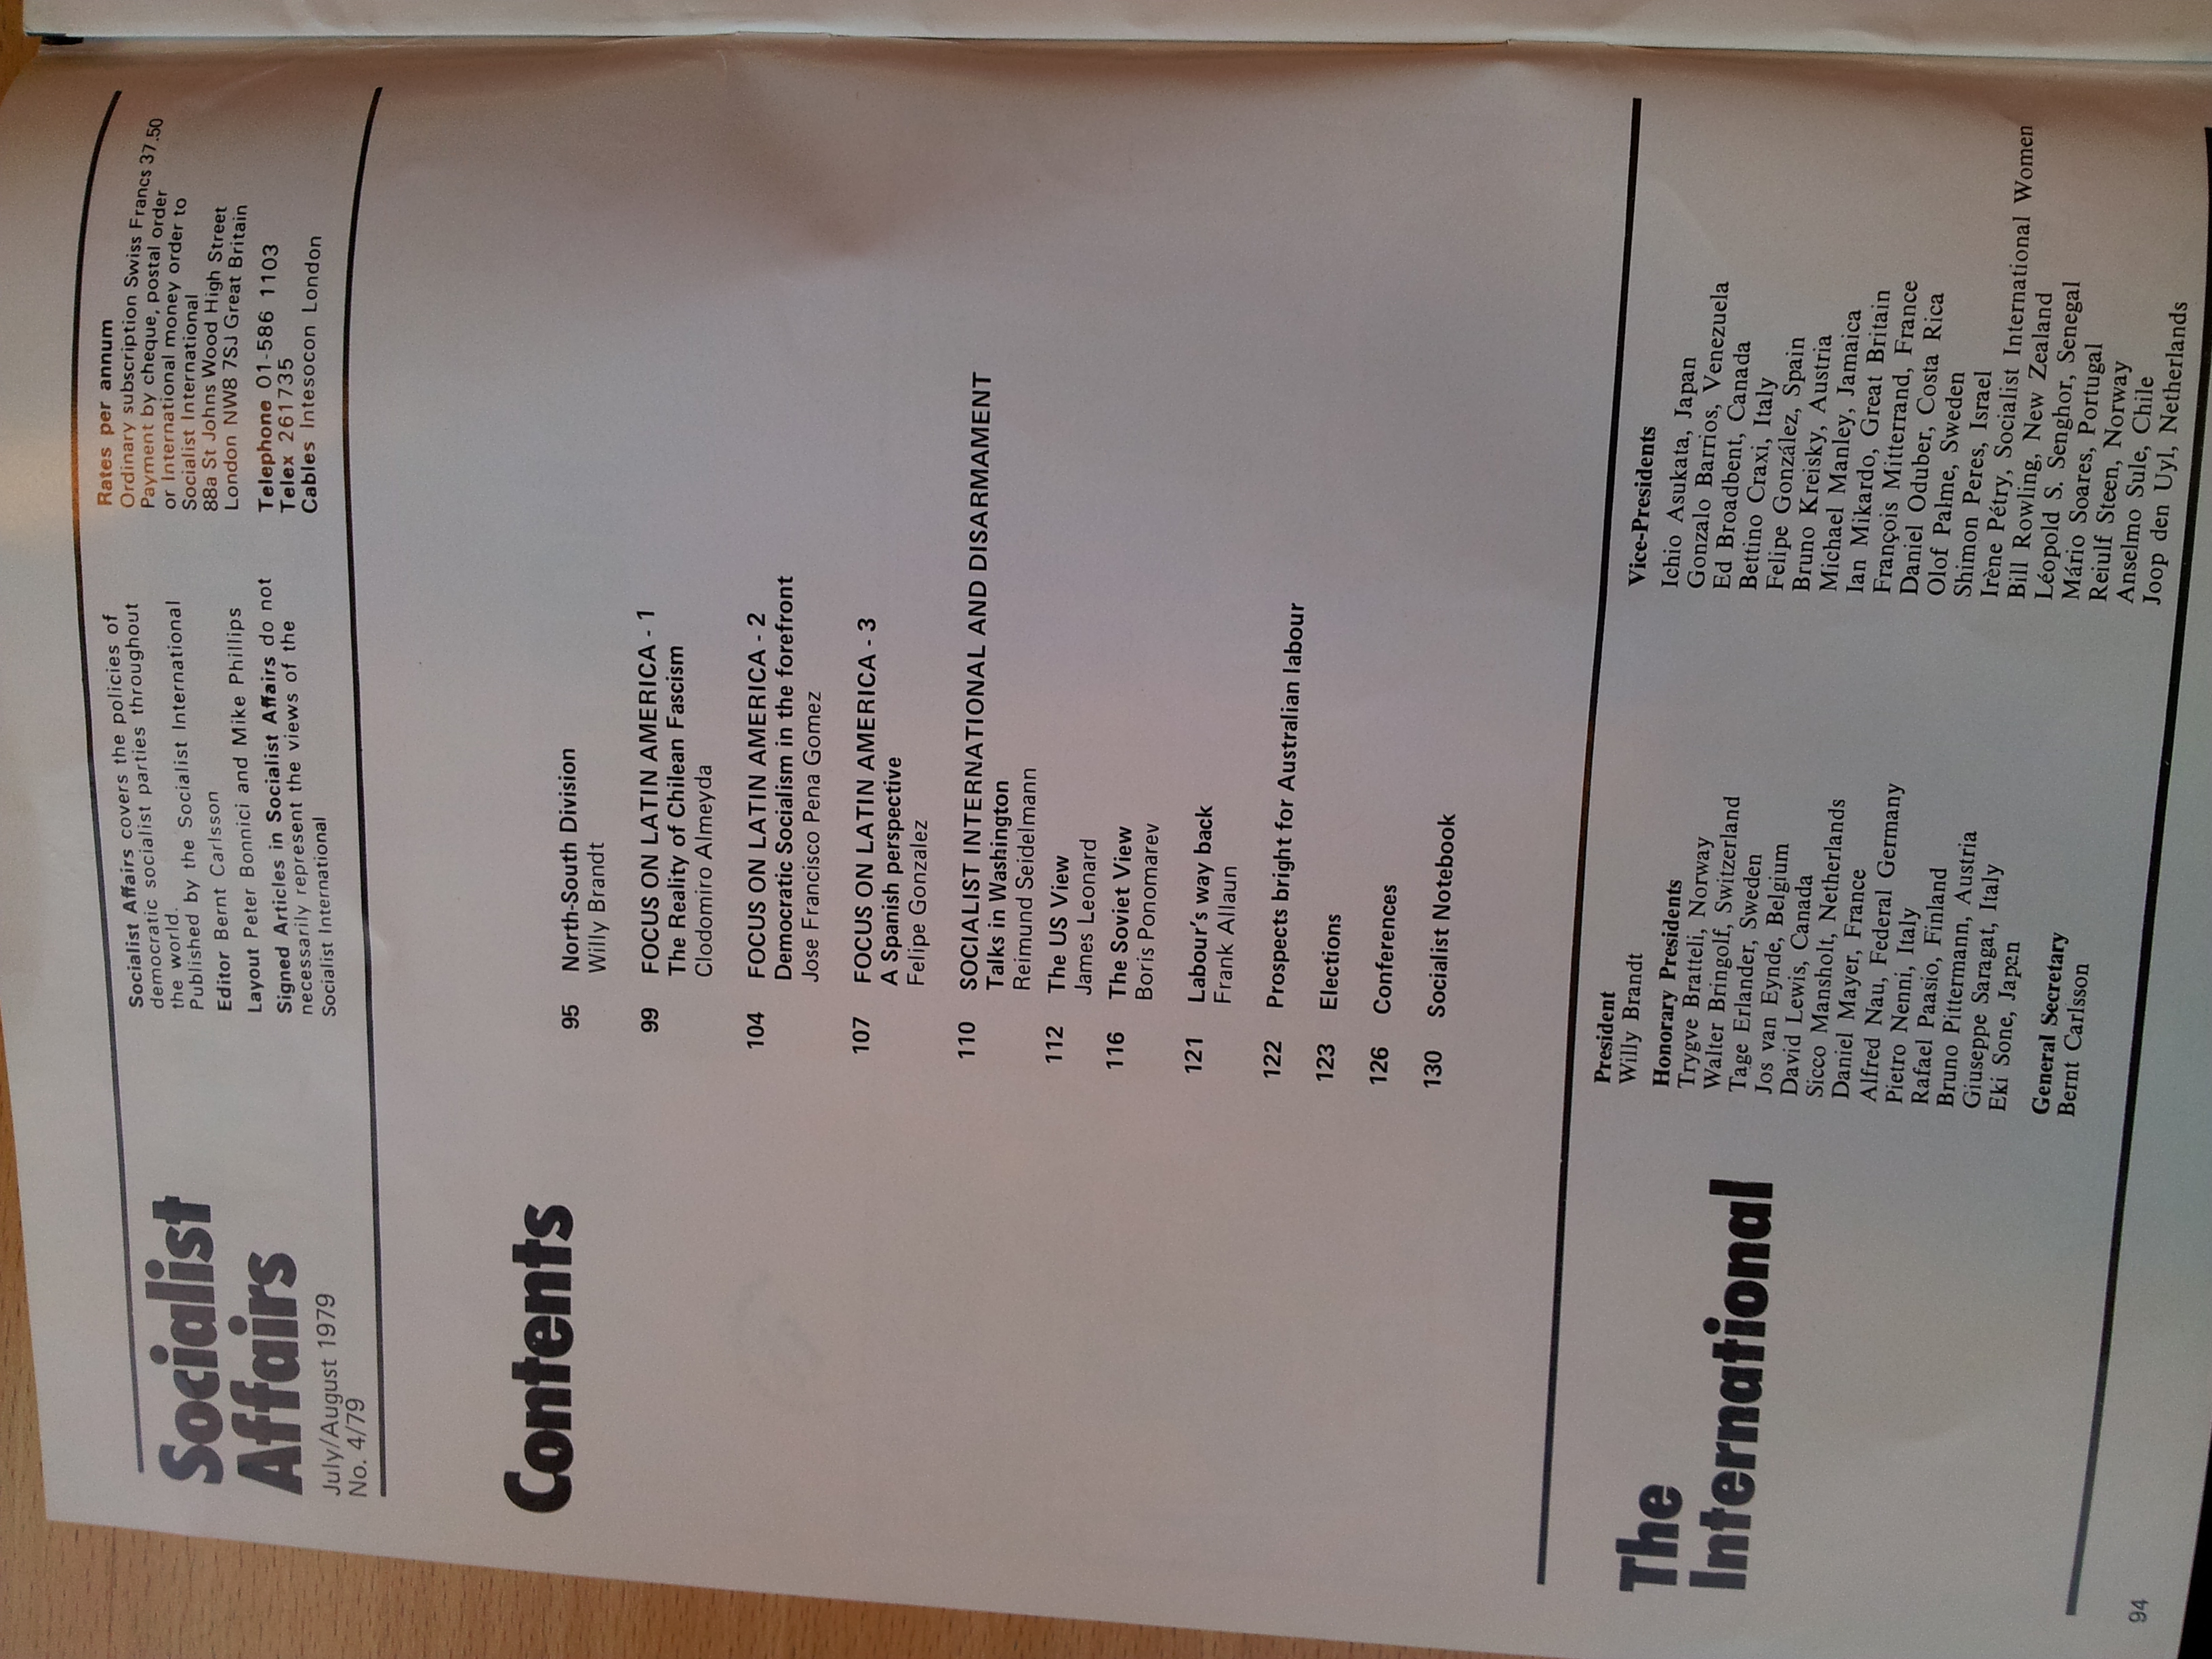 Socialist
Affairs
July/August 1979
No. 4/79
Socialist Affairs covers the policies of
democratic socialist parties throughout
the world.
Published by the Socialist International
Editor Bernt Carlsson
Layout Peter Bonnici and Mike Phillips
Signed Articles in Socialist Affairs do not
necessarily represent the views of the
Socialist International
Rates per annum
Ordinary subscription Swiss Francs 37.50
Payment by cheque, postal order
or International money order to
Socialist International
88a St Johns Wood High Street
London NW8 7SJ Great Britain
Telephone 01-586 1103
Telex 261735
Cables Intesocon London
Contents
95 North-South Division
Willy Brandt
99 FOCUS ON LATIN AMERICA - 1
The Reality of Chilean Fascism
Clodomiro Almeyda
104 FOCUS ON LATIN AMERICA - 2
Democratic Socialism in the forefront
Jose Francisco Pena Gomez
107 FOCUS ON LATIN AMERICA - 3
A Spanish perspective
Felipe Gonzalez
110 SOCIALIST INTERNATIONAL AND DISARMAMENT
Talks in Washington
Reimund Seidelmann
112 The US View
James Leonard
116 The Soviet View
Boris Ponomarev
121 Labour's way back
Frank Allaun
122 Prospects bright for Australian labour
123 Elections
126 Conferences
130 Socialist Notebook
The
International
President
Willy Brandt
Honorary Presidents
Trygve Bratteli, Norway
Walter Bringolf, Switzerland
Tage Erlander, Sweden
Jos van Eynde, Belgium
David Lewis, Canada
Sicco Mansholt, Netherlands
Daniel Mayer, France
Alfred Nau, Federal Germany
Pietro Nenni, Italy
Rafael Paasio, Finland
Bruno Pittermann, Austria
Giuseppe Saragat, Italy
Eki Sone, Japan
General Secretary
Bernt Carlsson
Vice-Presidents
Ichio Asukata, Japan
Gonzalo Barrios, Venezuela
Ed Broadbent, Canada
Bettino Craxi, Italy
Felipe González, Spain
Bruno Kreisky, Austria
Michael Manley, Jamaica
Ian Mikardo, Great Britain
François Mitterrand, France
Daniel Oduber, Costa Rica
Olof Palme, Sweden
Shimon Peres, Israel
Irène Pétry, Socialist International Women
Bill Rowling, New Zealand
Léopold S. Senghor, Senegal
Mário Soares, Portugal
Reiulf Steen, Norway
Anselmo Sule, Chile
Joop den Uyl, Netherlands
94